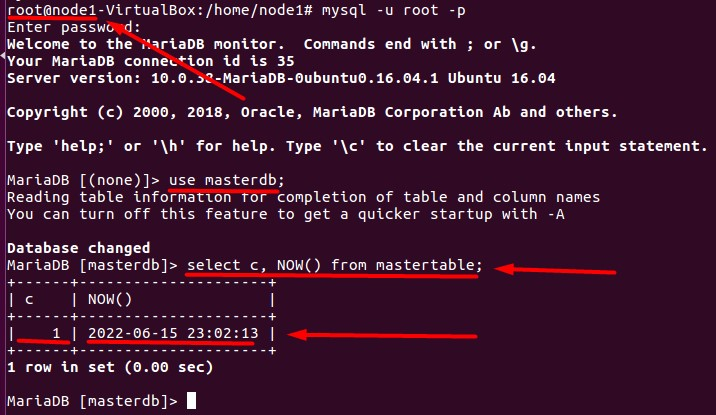 root@node1-VirtualBox:/home/node1# mysql -u root -p
Enter password:
Welcome to the MariaDB monitor.  Commands end with ; or \g.
Your MariaDB connection id is 35
Server version: 10.0.38-MariaDB-0ubuntu0.16.04.1 Ubuntu 16.04
Copyright (c) 2000, 2018, Oracle, MariaDB Corporation Ab and others.
Type 'help;' or '\h' for help. Type '\c' to clear the current input statement.
MariaDB [(none)]> use masterdb;
Reading table information for completion of table and column names
You can turn off this feature to get a quicker startup with -A
Database changed
MariaDB [masterdb]> select c, NOW() from mastertable;
+------+---------------------+
| c    | NOW()               |
+------+---------------------+
|    1 | 2022-06-15 23:02:13 |
+------+---------------------+
1 row in set (0.00 sec)
MariaDB [masterdb]>